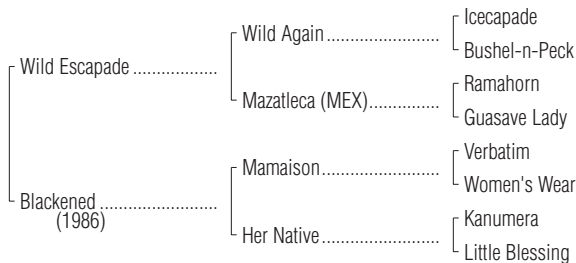 Icecapade
Wild Again
Bushel-n-Peck
Wild Escapade
Ramahorn
Mazatleca (MEX)
Guasave Lady
Verbatim
Mamaison
Women's Wear
Blackened
(1986)
Kanumera
Her Native
Little Blessing